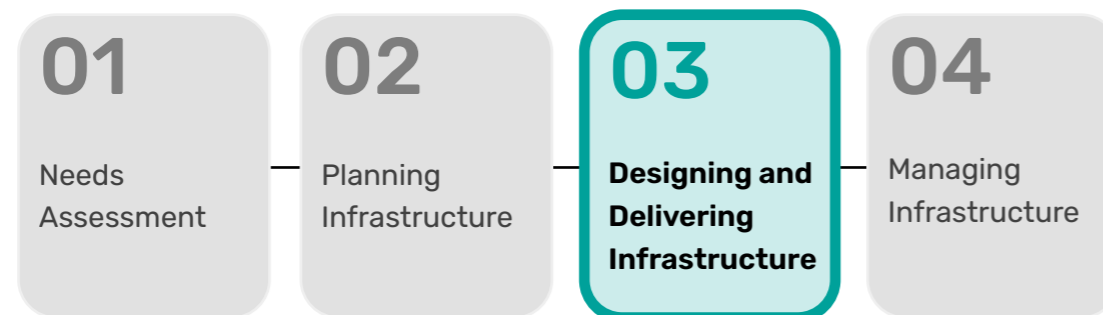 01
Needs
Assessment
02
Planning
Infrastructure
03
Designing and
Delivering
Infrastructure
04
Managing
Infrastructure